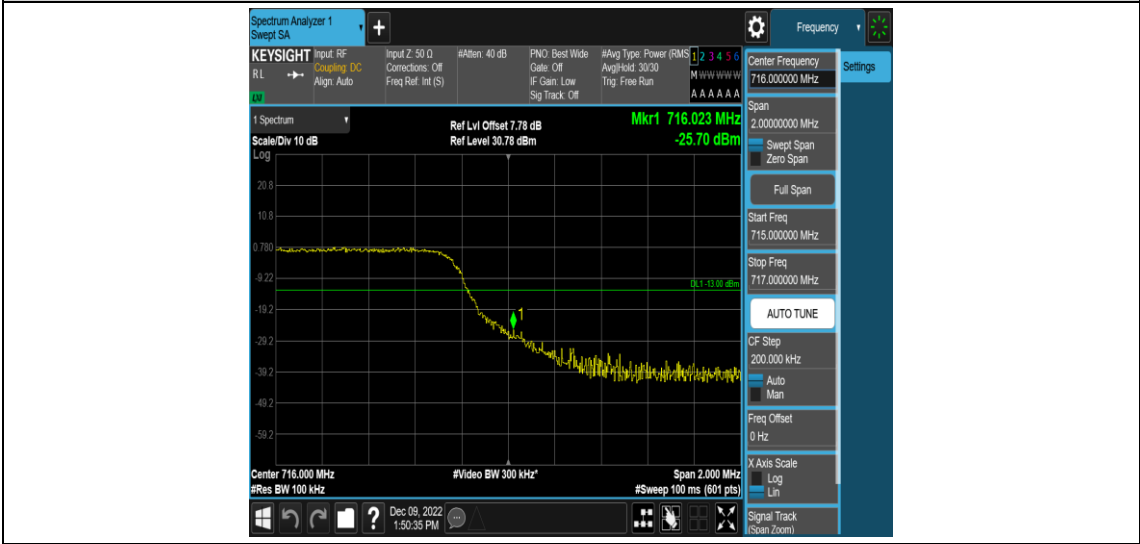 Spectrum Analyzer 1
Swept SA
+
Frequency
KEYSIGHT
RL
Input: RF
Coupling: DC
Align: Auto
Input Z: 50 Ω
Corrections: Off
Freq Ref: Int (S)
#Atten: 40 dB
PNO: Best Wide
Gate: Off
IF Gain: Low
Sig Track: Off
#Avg Type: Power (RMS
Avg|Hold: 30/30
Trig: Free Run
1 2 3 4 5 6
M W W W W W
A A A A A A
1 Spectrum
Scale/Div 10 dB
Log
Ref Lvl Offset 7.78 dB
Ref Level 30.78 dBm
Mkr1 716.023 MHz
-25.70 dBm
20.8
10.8
0.780
-9.22
-19.2
-29.2
-39.2
-49.2
-59.2
DL1 -13.00 dBm
1
Center 716.000 MHz
#Res BW 100 kHz
#Video BW 300 kHz*
Span 2.000 MHz
#Sweep 100 ms (601 pts)
?
Dec 09, 2022
1:50:35 PM
Center Frequency
716.000000 MHz
Span
2.00000000 MHz
Swept Span
Zero Span
Full Span
Start Freq
715.000000 MHz
Stop Freq
717.000000 MHz
AUTO TUNE
CF Step
200.000 kHz
Auto
Man
Freq Offset
0 Hz
X Axis Scale
Log
Lin
Signal Track
(Span Zoom)
Settings